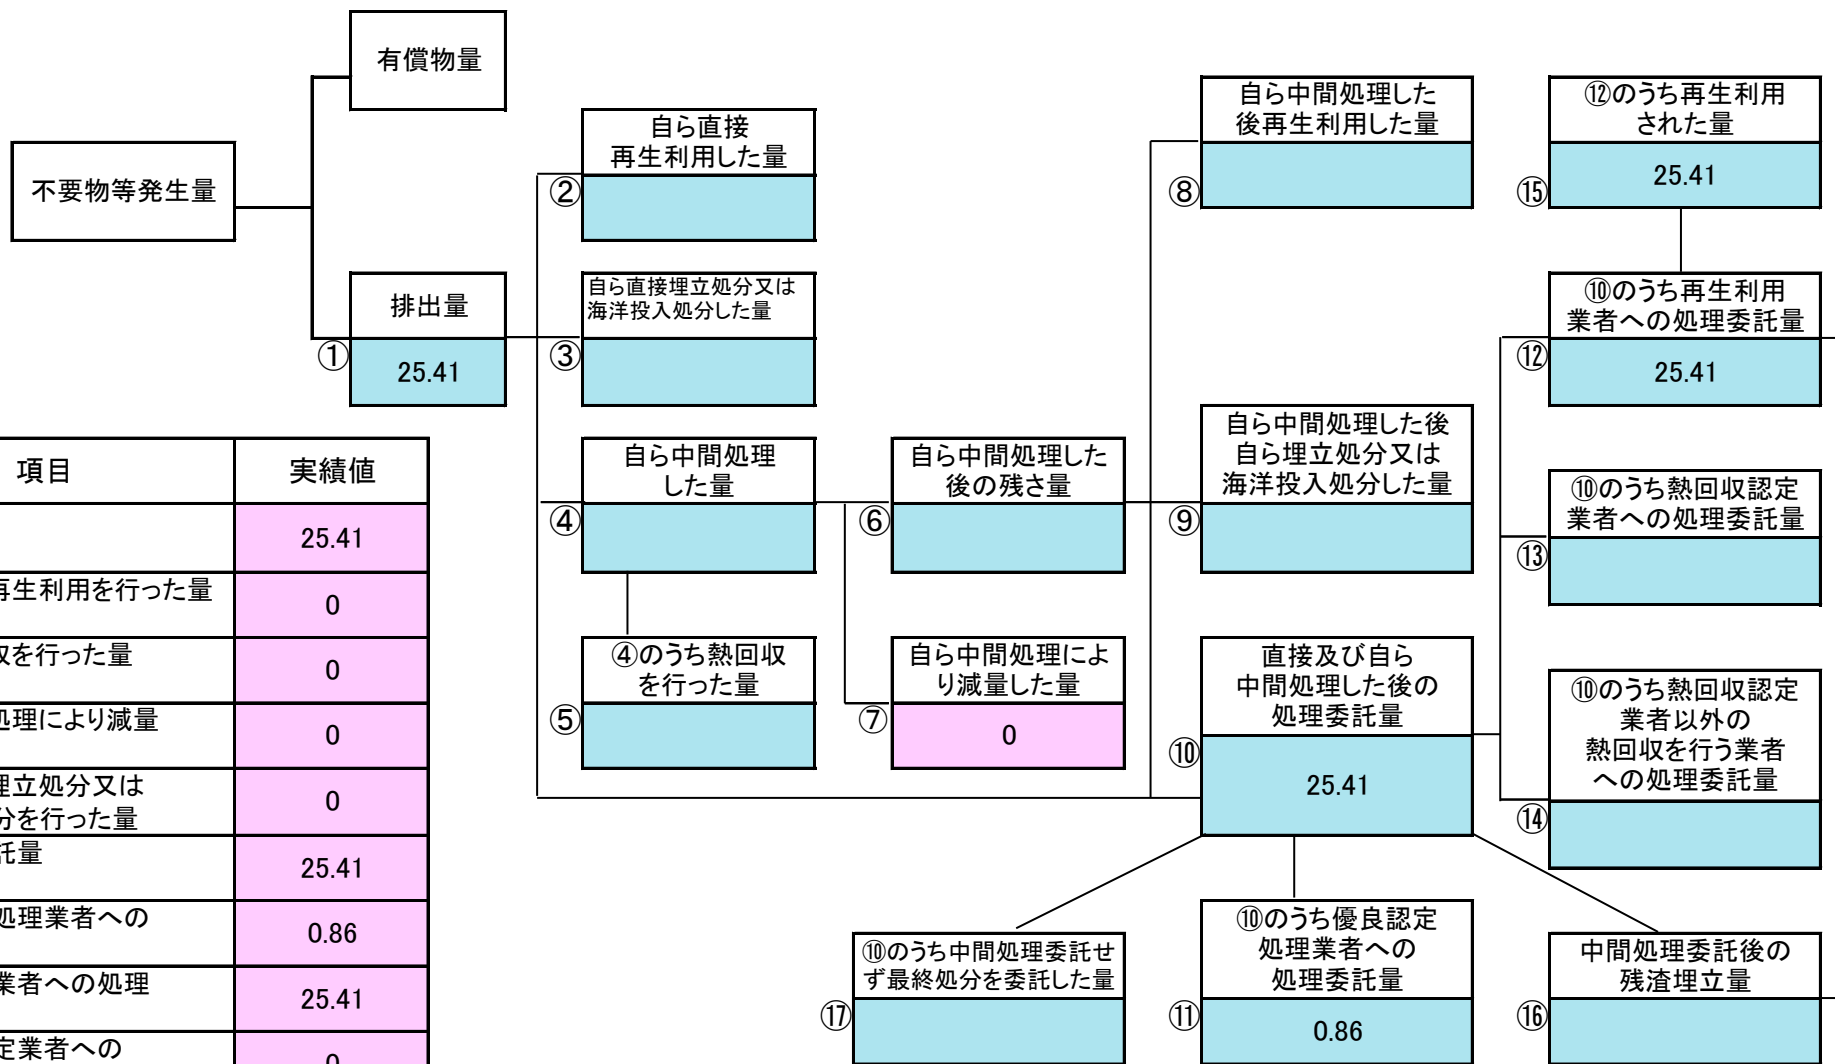 有償物量
不要物等発生量
排出量
①
25.41
自ら直接
再生利用した量
②
自ら直接埋立処分又は
海洋投入処分した量
③
自ら中間処理
した量
④
④のうち熱回収
を行った量
⑤
自ら中間処理した
後の残さ量
⑥
自ら中間処理によ
り減量した量
⑦
0
自ら中間処理した
後再生利用した量
⑧
自ら中間処理した後
自ら埋立処分又は
海洋投入処分した量
⑨
直接及び自ら
中間処理した後の
処理委託量
⑩
25.41
⑩のうち優良認定
処理業者への
処理委託量
⑪
0.86
⑫のうち再生利用
された量
⑮
25.41
⑩のうち再生利用
業者への処理委託量
⑫
25.41
⑩のうち熱回収認定
業者への処理委託量
⑬
⑩のうち熱回収認定
業者以外の
熱回収を行う業者
への処理委託量
⑭
中間処理委託後の
残渣埋立量
⑯
⑩のうち中間処理委託せ
ず最終処分を委託した量
⑰
項目 実績値
25.41
再生利用を行った量
0
を行った量
0
処理により減量
0
埋立処分又は
分を行った量
0
託量
25.41
処理業者への
0.86
業者への処理
25.41
定業者への